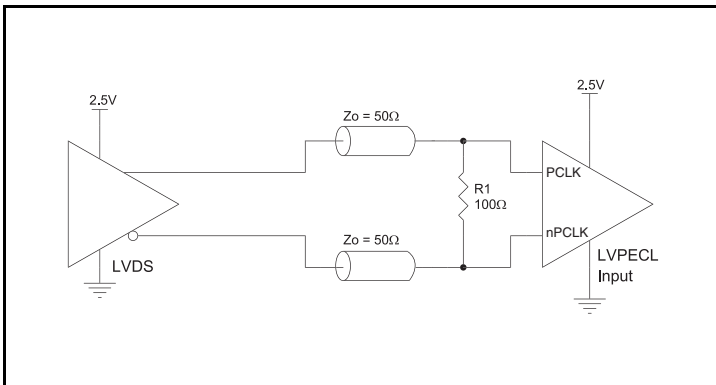 2.5V
2.5V
Zo = 50Ω
PCLK
R1
100Ω
nPCLK
Zo = 50Ω
LVDS
LVPECL
Input